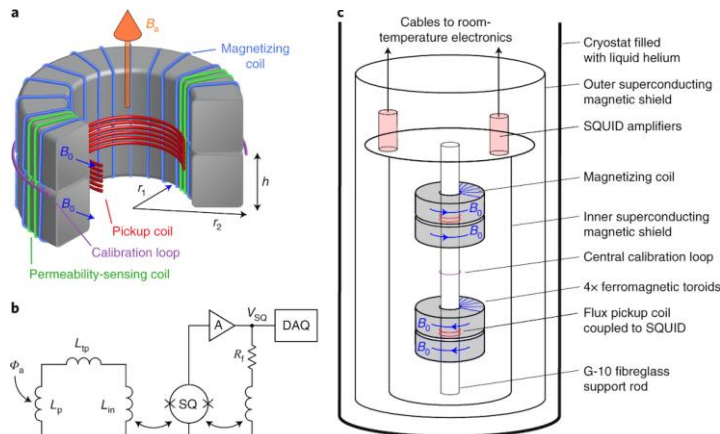 a
B_a
Magnetizing
coil
B_0
B_0
r_1
r_2
h
Pickup coil
Calibration loop
Permeability-sensing coil
b
Φ_a
L_p
L_tp
L_in
SQ
A
V_SQ
DAQ
R_f
c
Cables to room-
temperature electronics
Cryostat filled
with liquid helium
Outer superconducting
magnetic shield
SQUID amplifiers
Magnetizing coil
B_0
B_0
Inner superconducting
magnetic shield
Central calibration loop
4× ferromagnetic toroids
B_0
B_0
Flux pickup coil
coupled to SQUID
G-10 fibreglass
support rod